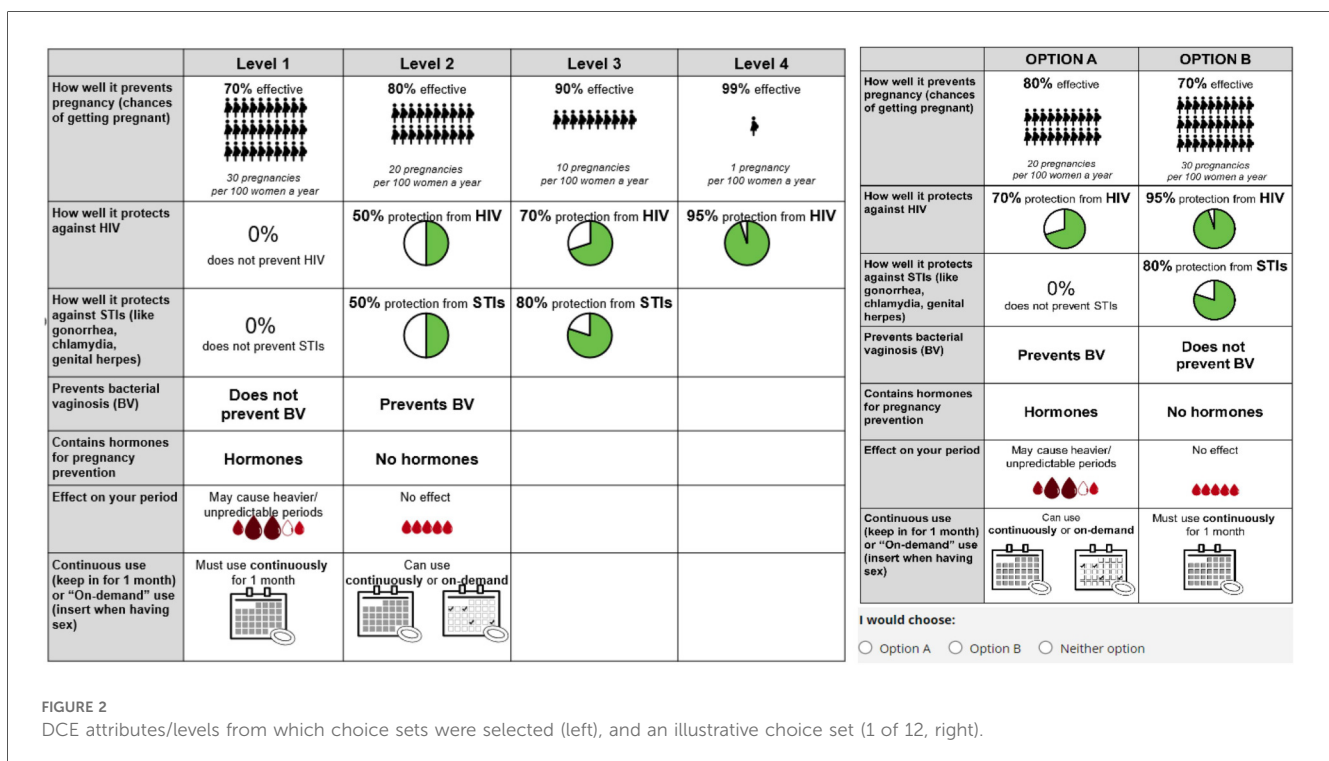 Level 1 Level 2 Level 3 Level 4
How well it prevents
pregnancy (chances
of getting pregnant)
70% effective
30 pregnancies
per 100 women a year
80% effective
20 pregnancies
per 100 women a year
90% effective
10 pregnancies
per 100 women a year
99% effective
1 pregnancy
per 100 women a year
How well it protects
against HIV
0%
does not prevent HIV
50% protection from HIV
70% protection from HIV
95% protection from HIV
How well it protects
against STIs (like
gonorrhea,
chlamydia,
genital herpes)
0%
does not prevent STIs
50% protection from STIs
80% protection from STIs
Prevents bacterial
vaginosis (BV)
Does not
prevent BV
Prevents BV
Contains hormones
for pregnancy
prevention
Hormones
No hormones
Effect on your period
May cause heavier/
unpredictable periods
No effect
Continuous use
(keep in for 1 month)
or “On-demand” use
(insert when having
sex)
Must use continuously
for 1 month
Can use
continuously or on-demand
OPTION A OPTION B
How well it prevents
pregnancy (chances
of getting pregnant)
80% effective
20 pregnancies
per 100 women a year
70% effective
30 pregnancies
per 100 women a year
How well it protects
against HIV
70% protection from HIV
95% protection from HIV
How well it protects
against STIs (like
gonorrhea,
chlamydia, genital
herpes)
0%
does not prevent STIs
80% protection from STIs
Prevents bacterial
vaginosis (BV)
Prevents BV
Does not
prevent BV
Contains hormones
for pregnancy
prevention
Hormones
No hormones
Effect on your period
May cause heavier/
unpredictable periods
No effect
Continuous use
(keep in for 1 month)
or “On-demand” use
(insert when having
sex)
Can use
continuously or on-demand
Must use continuously
for 1 month
I would choose:
Option A Option B Neither option
FIGURE 2
DCE attributes/levels from which choice sets were selected (left), and an illustrative choice set (1 of 12, right).